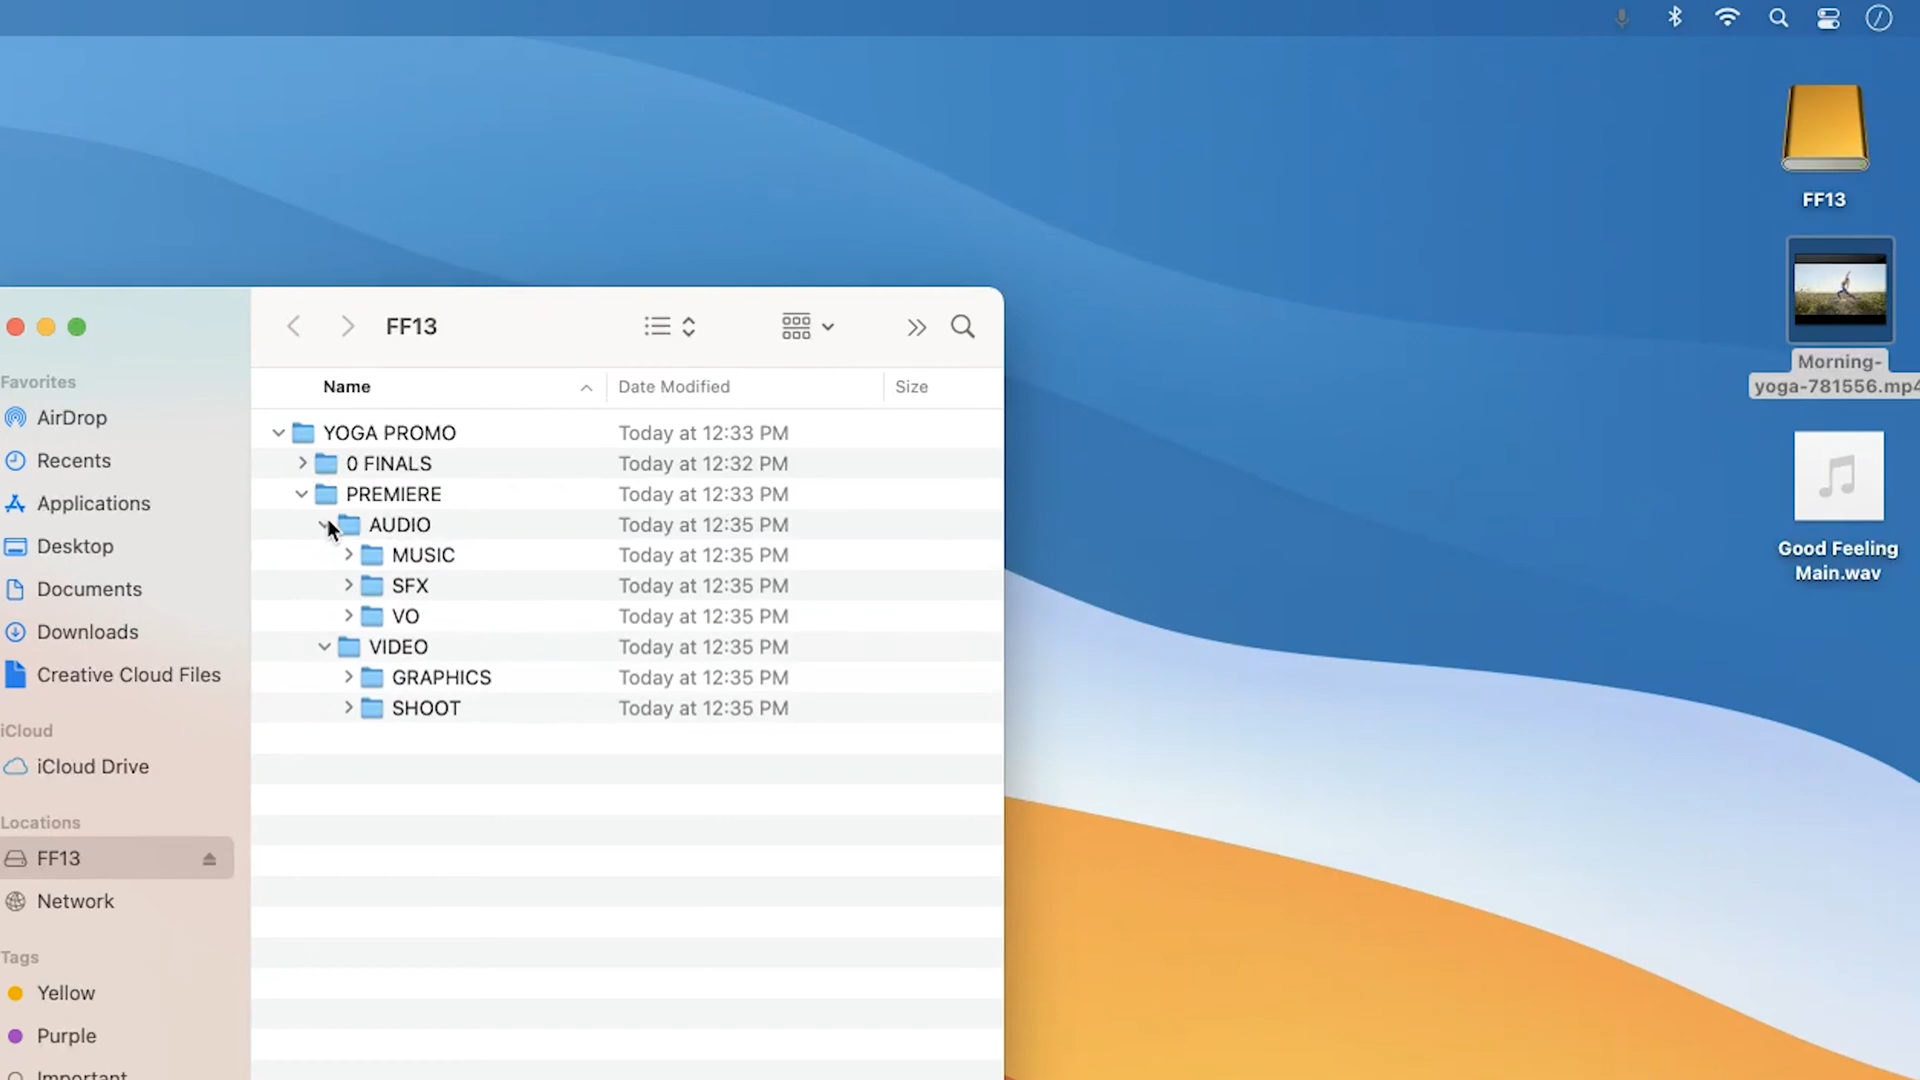 FF13
Morning-
yoga-781556.mp4
Good Feeling
Main.wav
FF13
Name
Date Modified
Size
YOGA PROMO Today at 12:33 PM
0 FINALS Today at 12:32 PM
PREMIERE Today at 12:33 PM
AUDIO Today at 12:35 PM
MUSIC Today at 12:35 PM
SFX Today at 12:35 PM
VO Today at 12:35 PM
VIDEO Today at 12:35 PM
GRAPHICS Today at 12:35 PM
SHOOT Today at 12:35 PM
Favorites
AirDrop
Recents
Applications
Desktop
Documents
Downloads
Creative Cloud Files
iCloud
iCloud Drive
Locations
FF13
Network
Tags
Yellow
Purple
Important